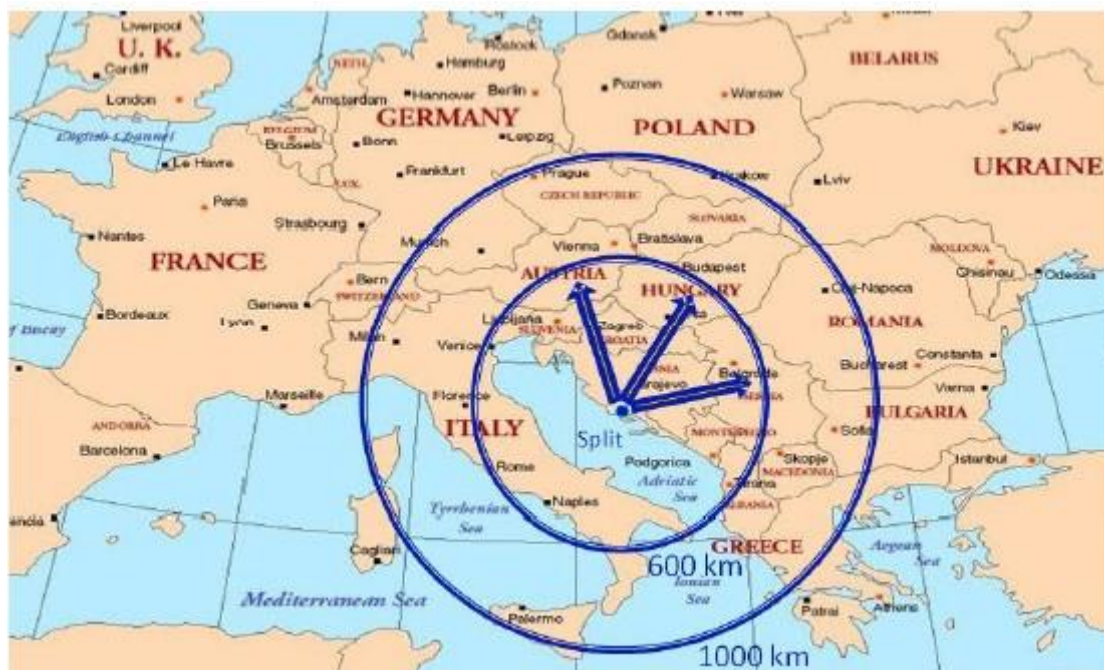 Liverpool
U. K.
Cardiff
London
English Channel
Le Havre
Paris
Nantes
FRANCE
Bordeaux
Lyon
Geneva
Marseille
ANDORRA
Barcelona
NETH.
Amsterdam
BELGIUM
Brussels
LUX.
Strasbourg
Rostock
Hamburg
Hannover
Berlin
GERMANY
Bonn
Leipzig
Frankfurt
Munich
Bern
SWITZERLAND
Milan
Gdansk
Poznan
Warsaw
POLAND
Krakow
Prague
CZECH REPUBLIC
SLOVAKIA
Vienna
Bratislava
AUSTRIA
Budapest
HUNGARY
Ljubljana
SLOVENIA
Zagreb
CROATIA
Venice
Florence
ITALY
Rome
Naples
Split
Belgrade
Podgorica
Adriatic
Sea
Skopje
MACEDONIA
Tirana
Tyrrhenian
Sea
Cagliari
Palermo
Mediterranean Sea
BELARUS
Kiev
UKRAINE
Lviv
MOLDOVA
Chisinau
Odessa
Cluj-Napoca
ROMANIA
Bucharest
Constanta
Varna
BULGARIA
Sofia
Istanbul
GREECE
Aegean
Sea
Ionian
Sea
Patrai
Athens
600 km
1000 km